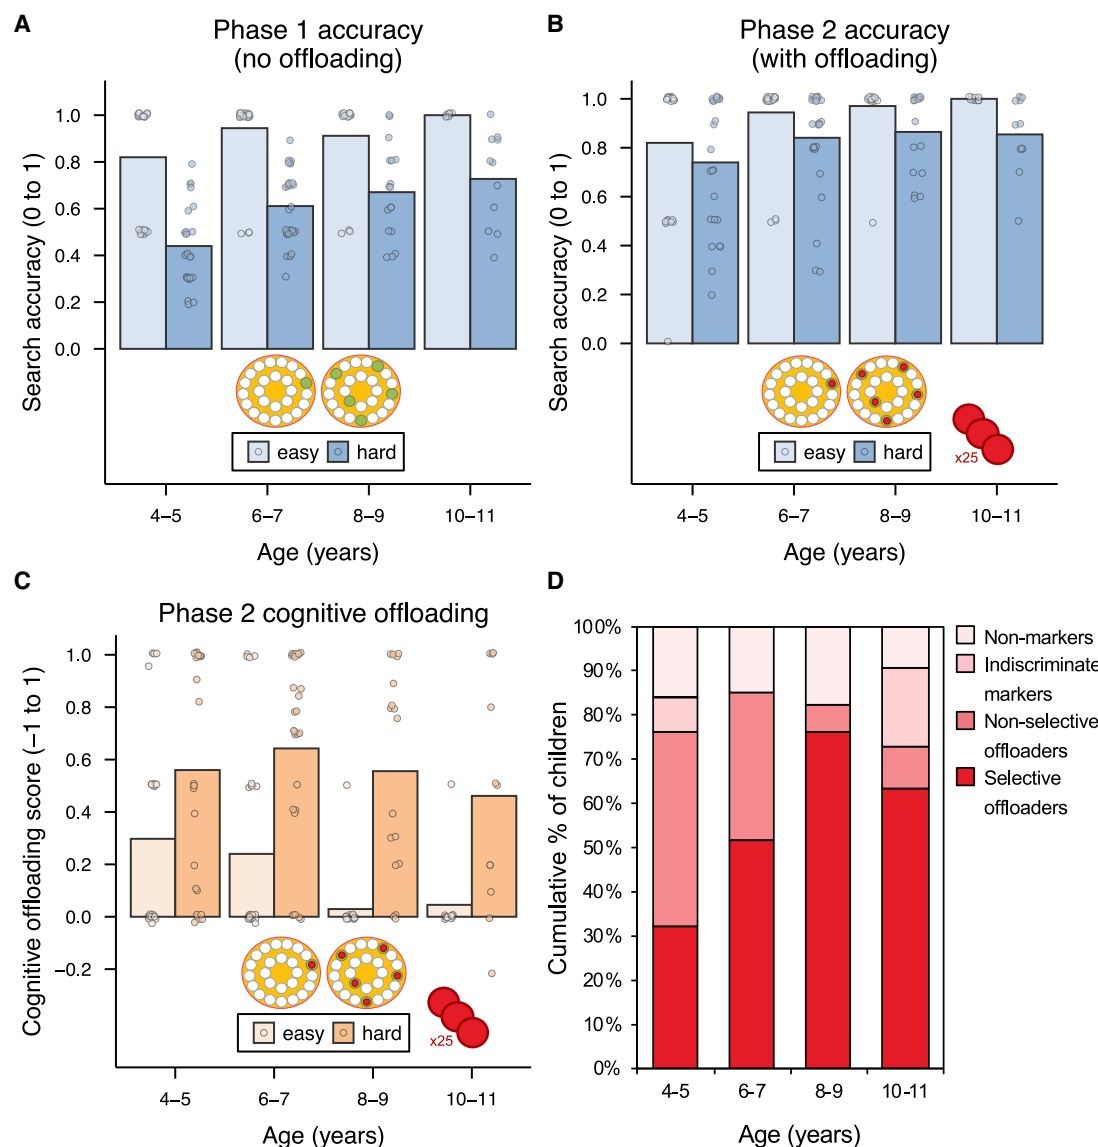 A
Phase 1 accuracy
(no offloading)
Search accuracy (0 to 1)
1.0
0.8
0.6
0.4
0.2
0.0
easy
hard
4–5
6–7
8–9
10–11
Age (years)
B
Phase 2 accuracy
(with offloading)
Search accuracy (0 to 1)
1.0
0.8
0.6
0.4
0.2
0.0
easy
hard
x25
4–5
6–7
8–9
10–11
Age (years)
C
Phase 2 cognitive offloading
Cognitive offloading score (−1 to 1)
1.0
0.8
0.6
0.4
0.2
0.0
−0.2
easy
hard
x25
4–5
6–7
8–9
10–11
Age (years)
D
Cumulative % of children
100%
90%
80%
70%
60%
50%
40%
30%
20%
10%
0%
Non-markers
Indiscriminate
markers
Non-selective
offloaders
Selective
offloaders
4-5
6-7
8-9
10-11
Age (years)